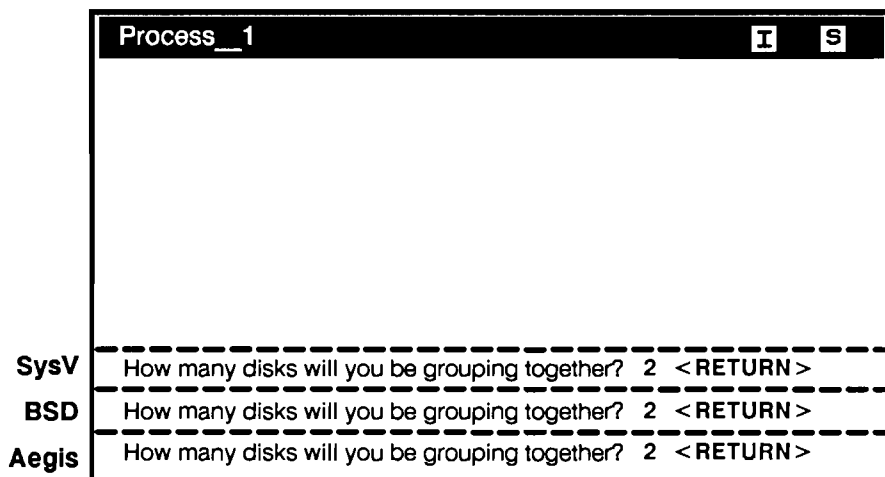 Process__1 I S
SysV How many disks will you be grouping together? 2 <RETURN>
BSD How many disks will you be grouping together? 2 <RETURN>
Aegis How many disks will you be grouping together? 2 <RETURN>